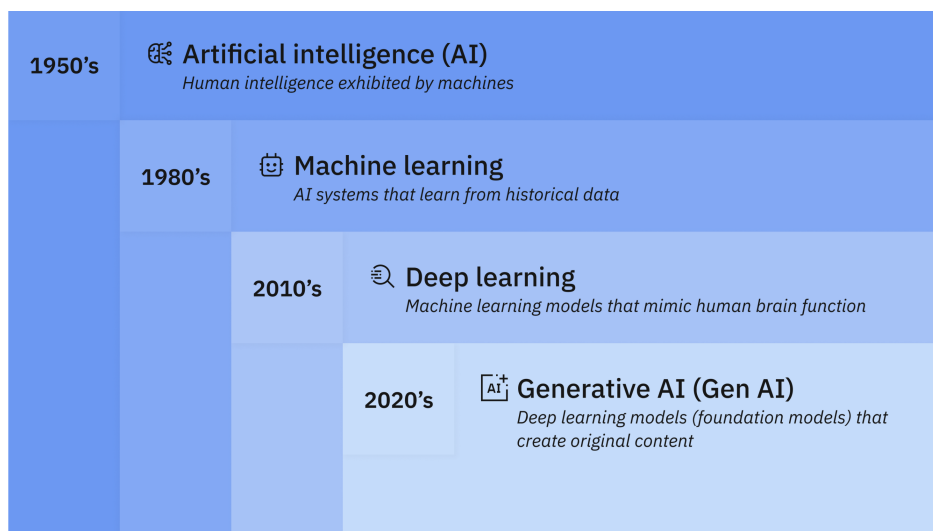 1950’s
Artificial intelligence (AI)
Human intelligence exhibited by machines
1980’s
Machine learning
AI systems that learn from historical data
2010’s
Deep learning
Machine learning models that mimic human brain function
2020’s
AI
Generative AI (Gen AI)
Deep learning models (foundation models) that
create original content